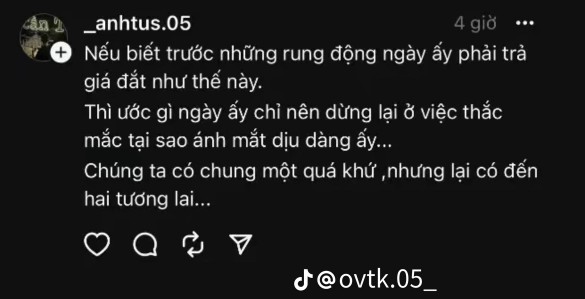 _anhtus.05
4 giờ
Nếu biết trước những rung động ngày ấy phải trả
giá đắt như thế này.
Thì ước gì ngày ấy chỉ nên dừng lại ở việc thắc
mắc tại sao ánh mắt dịu dàng ấy...
Chúng ta có chung một quá khứ ,nhưng lại có đến
hai tương lai...
@ovtk.05_